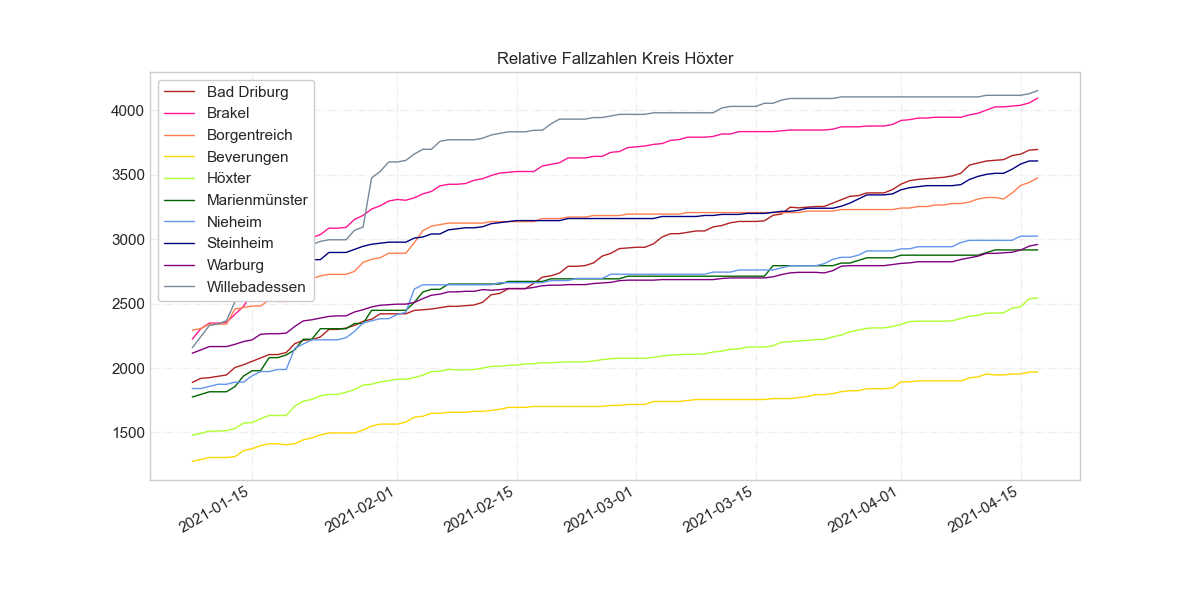 Relative Fallzahlen Kreis Höxter
4000
3500
3000
2500
2000
1500
Bad Driburg
Brakel
Borgentreich
Beverungen
Höxter
Marienmünster
Nieheim
Steinheim
Warburg
Willebadessen
2021-01-15
2021-02-01
2021-02-15
2021-03-01
2021-03-15
2021-04-01
2021-04-15